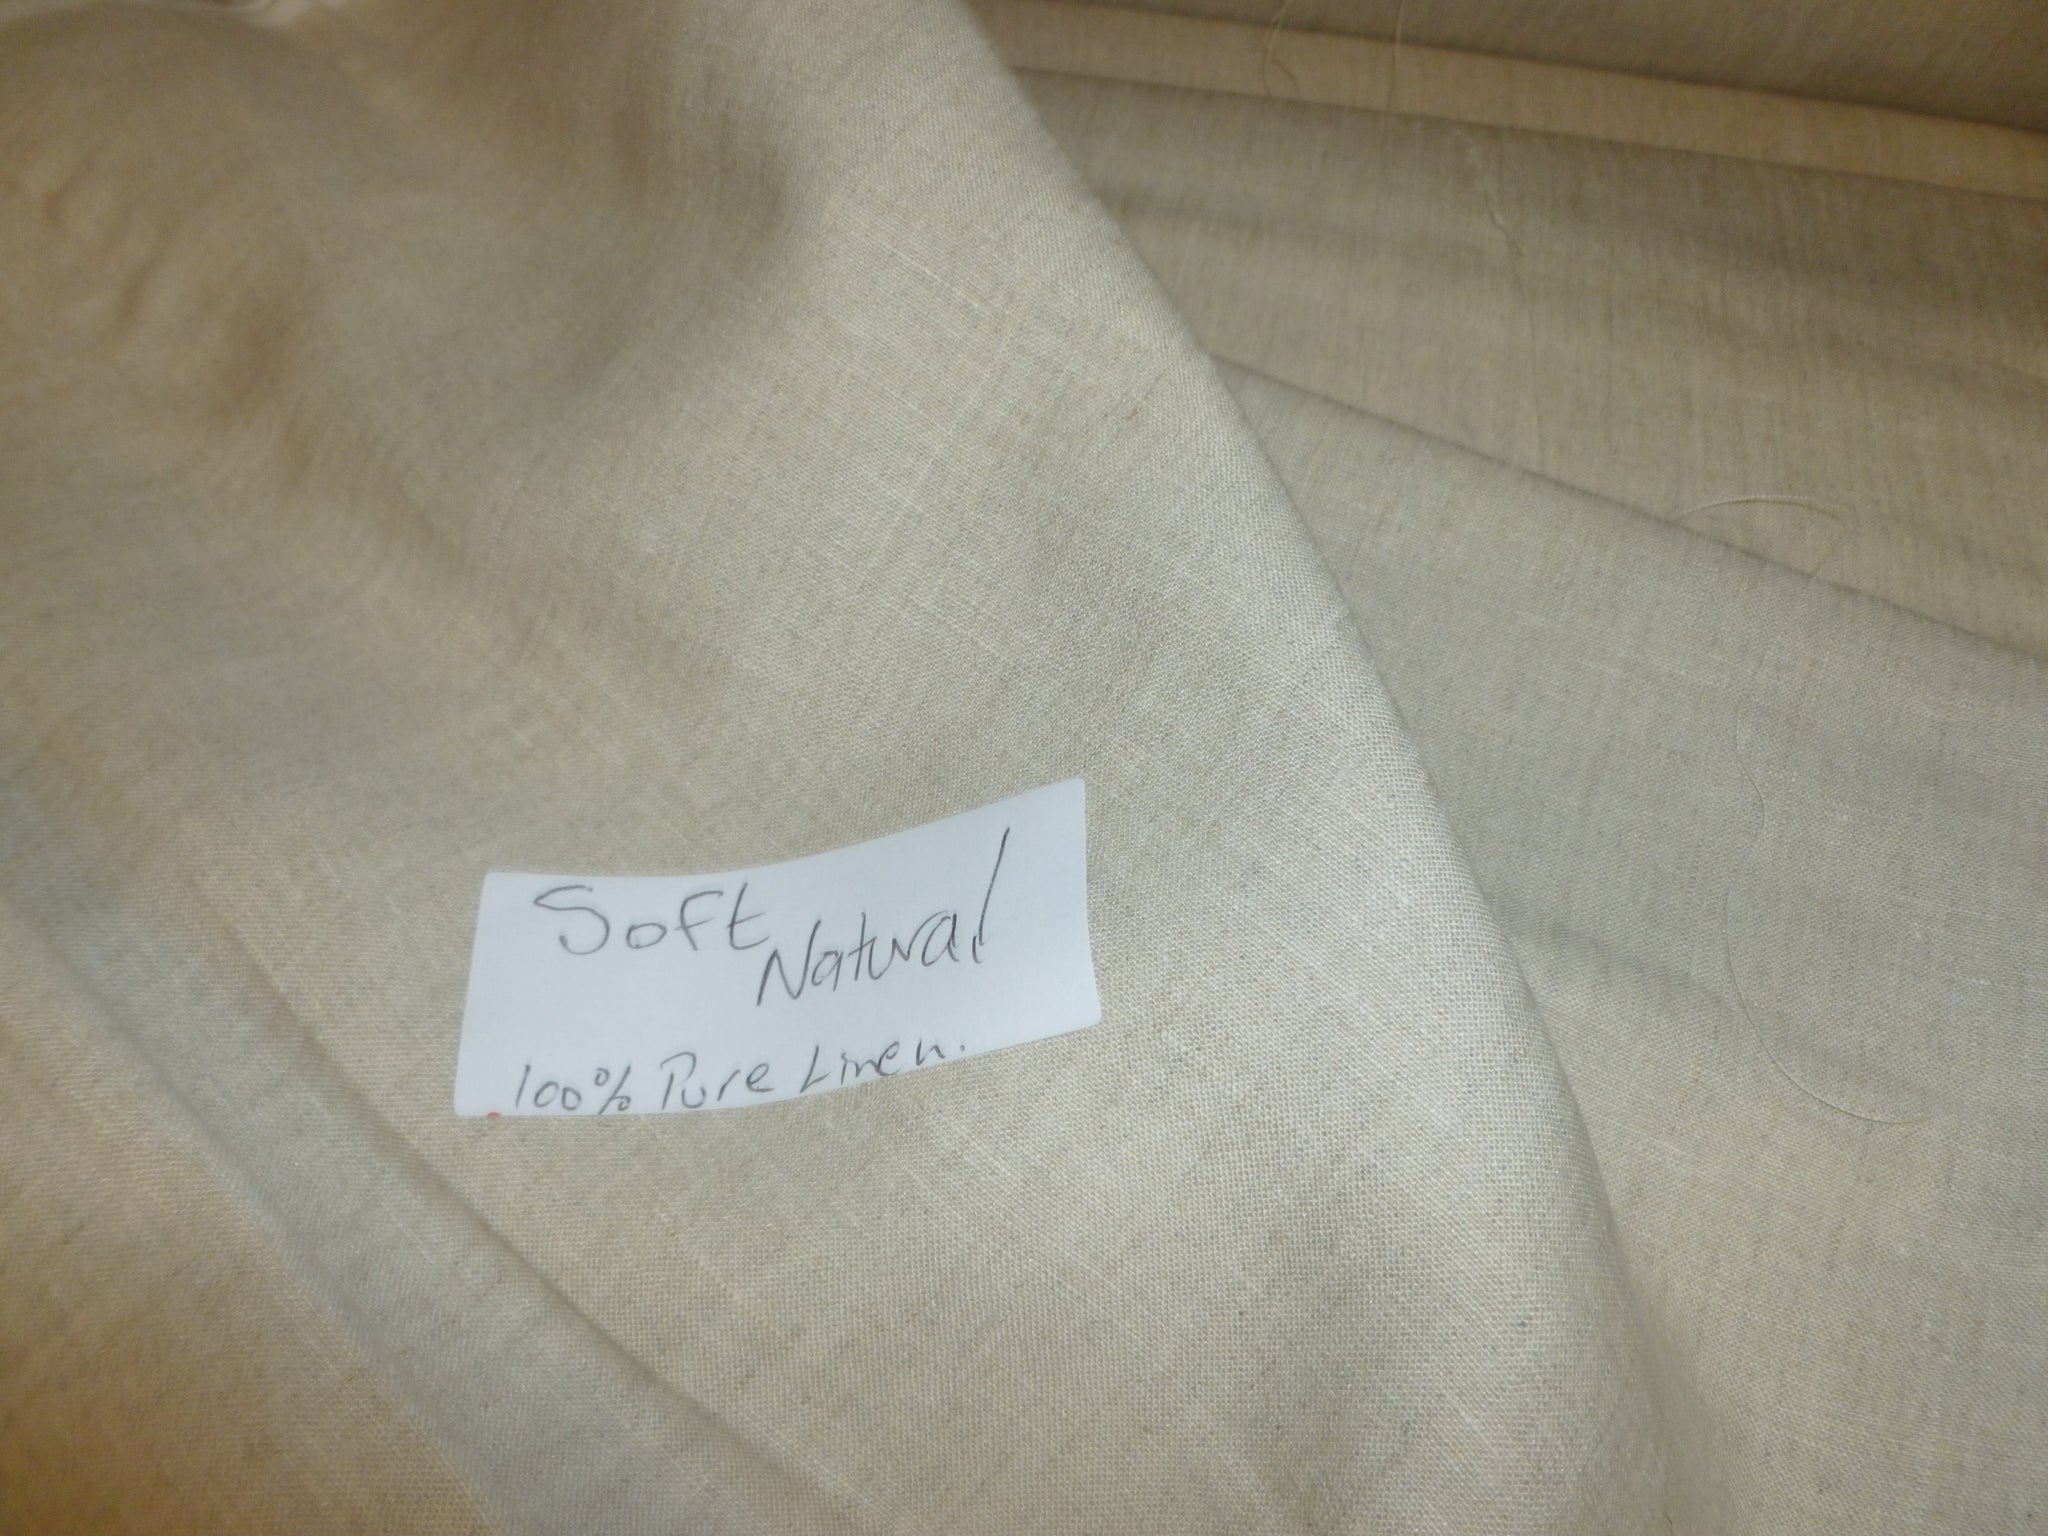 Soft
Natural
100% Pure Linen.